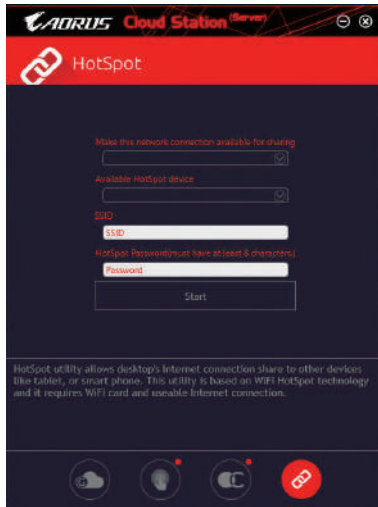 AORUS Cloud Station (Server)
HotSpot
Make this network connection available for sharing
Available HotSpot device
SSID
SSID
HotSpot Password(must have at least 8 characters)
Password
Start
HotSpot utility allows desktop's Internet connection share to other devices
like tablet, or smart phone. This utility is based on WiFi HotSpot technology
and it requires WiFi card and useable Internet connection.